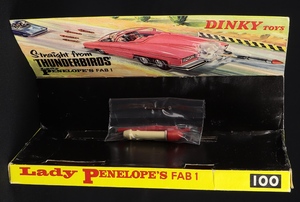 DINKY TOYS
Straight from
THUNDERBIRDS
PENELOPE'S FAB 1
Lady PENELOPE'S FAB 1
100